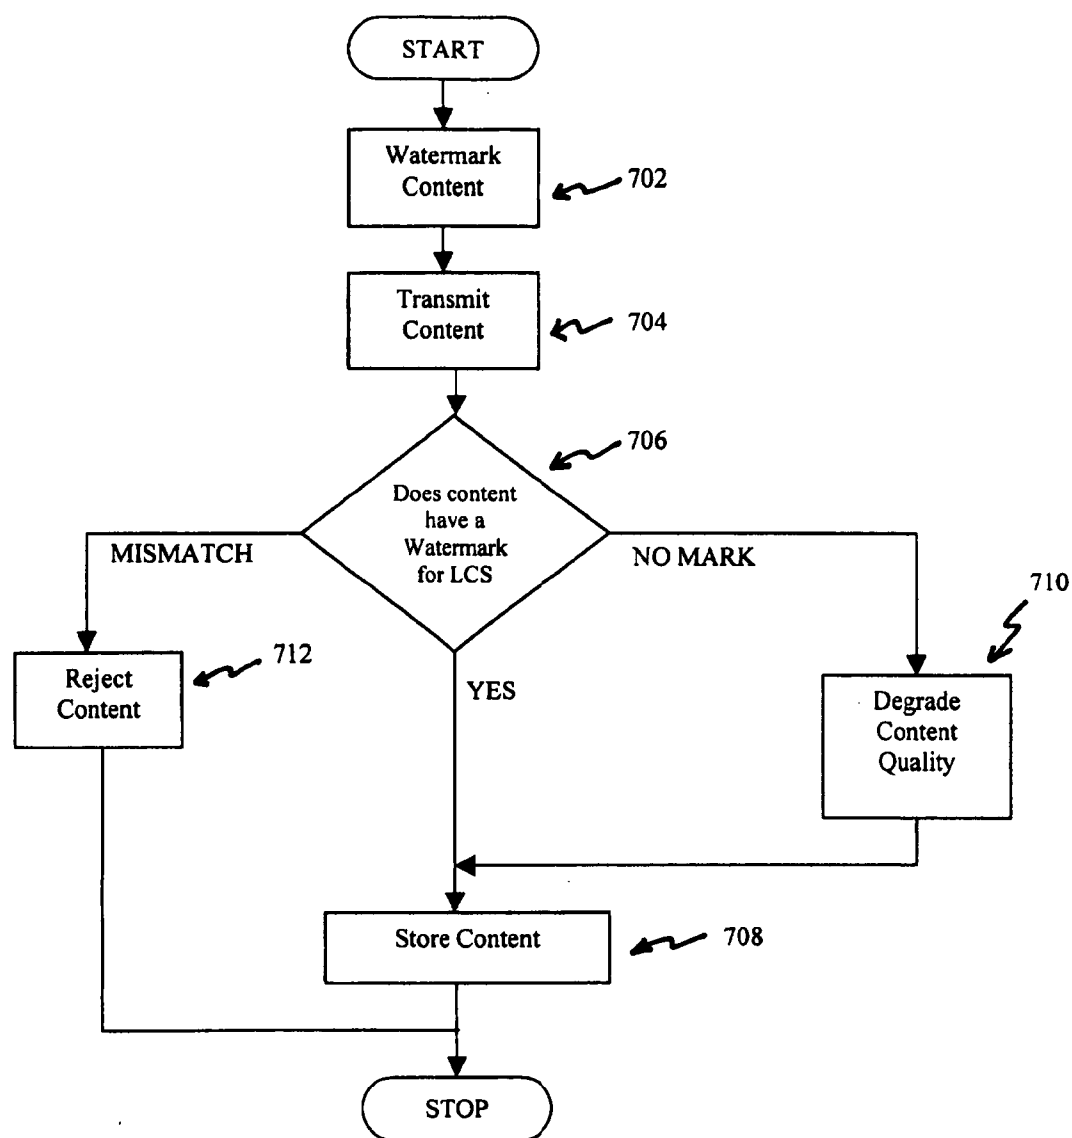 START
Watermark
Content
702
Transmit
Content
704
706
Does content
have a
Watermark
for LCS
MISMATCH
NO MARK
710
Reject
Content
712
YES
Degrade
Content
Quality
Store Content
708
STOP